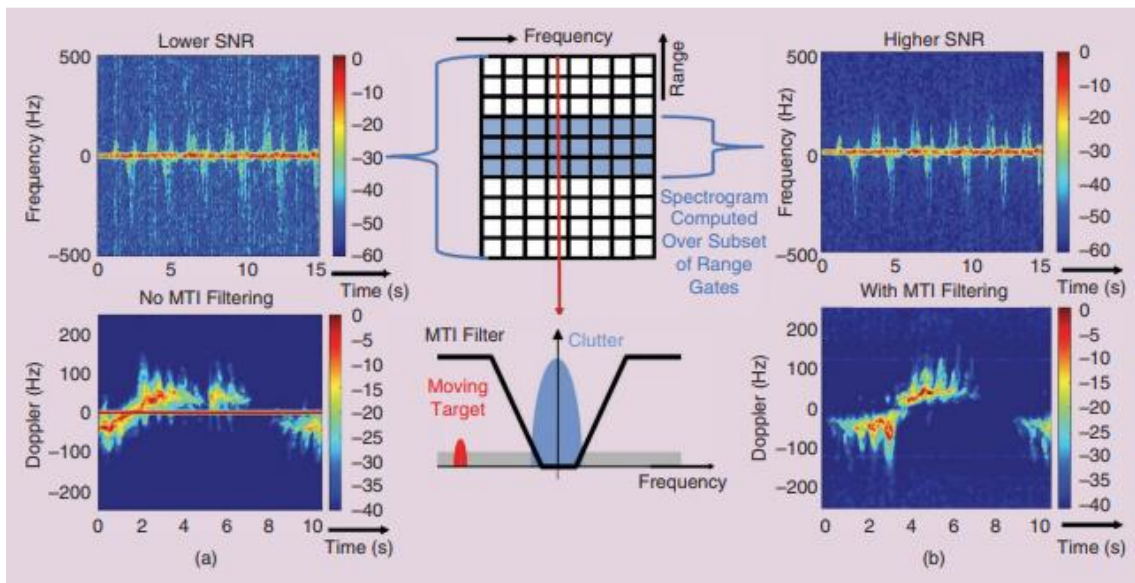 Lower SNR
500
0
−500
Frequency (Hz)
0
5
10
15
Time (s)
0
−10
−20
−30
−40
−50
−60
Frequency
Range
Spectrogram
Computed
Over Subset
of Range
Gates
Higher SNR
500
0
−500
Frequency (Hz)
0
5
10
15
Time (s)
0
−10
−20
−30
−40
−50
−60
No MTI Filtering
200
100
0
−100
−200
Doppler (Hz)
0
2
4
6
8
10
Time (s)
0
−5
−10
−15
−20
−25
−30
−35
−40
(a)
MTI Filter
Clutter
Moving
Target
Frequency
With MTI Filtering
200
100
0
−100
−200
Doppler (Hz)
0
2
4
6
8
10
Time (s)
0
−5
−10
−15
−20
−25
−30
−35
−40
(b)